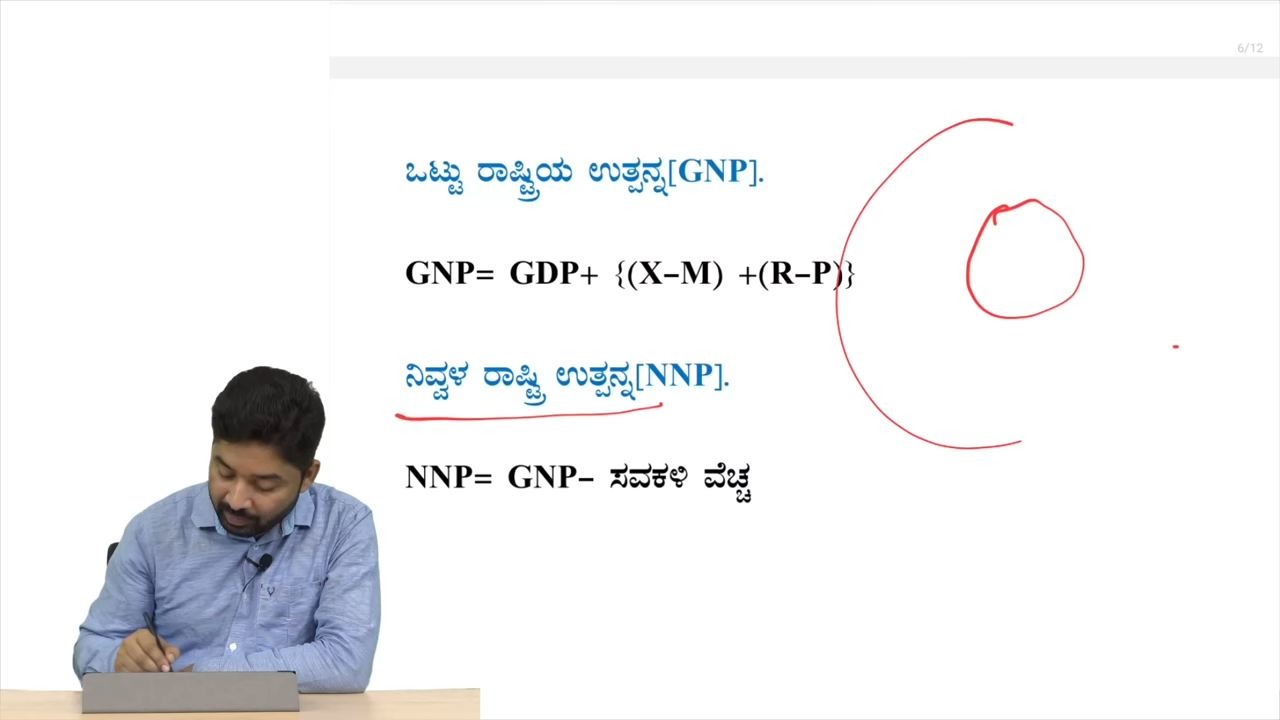 6/12
ಒಟ್ಟು ರಾಷ್ಟ್ರಿಯ ಉತ್ಪನ್ನ[GNP].
GNP= GDP+ {(X-M) +(R-P)}
ನಿವ್ವಳ ರಾಷ್ಟ್ರಿ ಉತ್ಪನ್ನ[NNP].
NNP= GNP- ಸವಕಳಿ ವೆಚ್ಚ